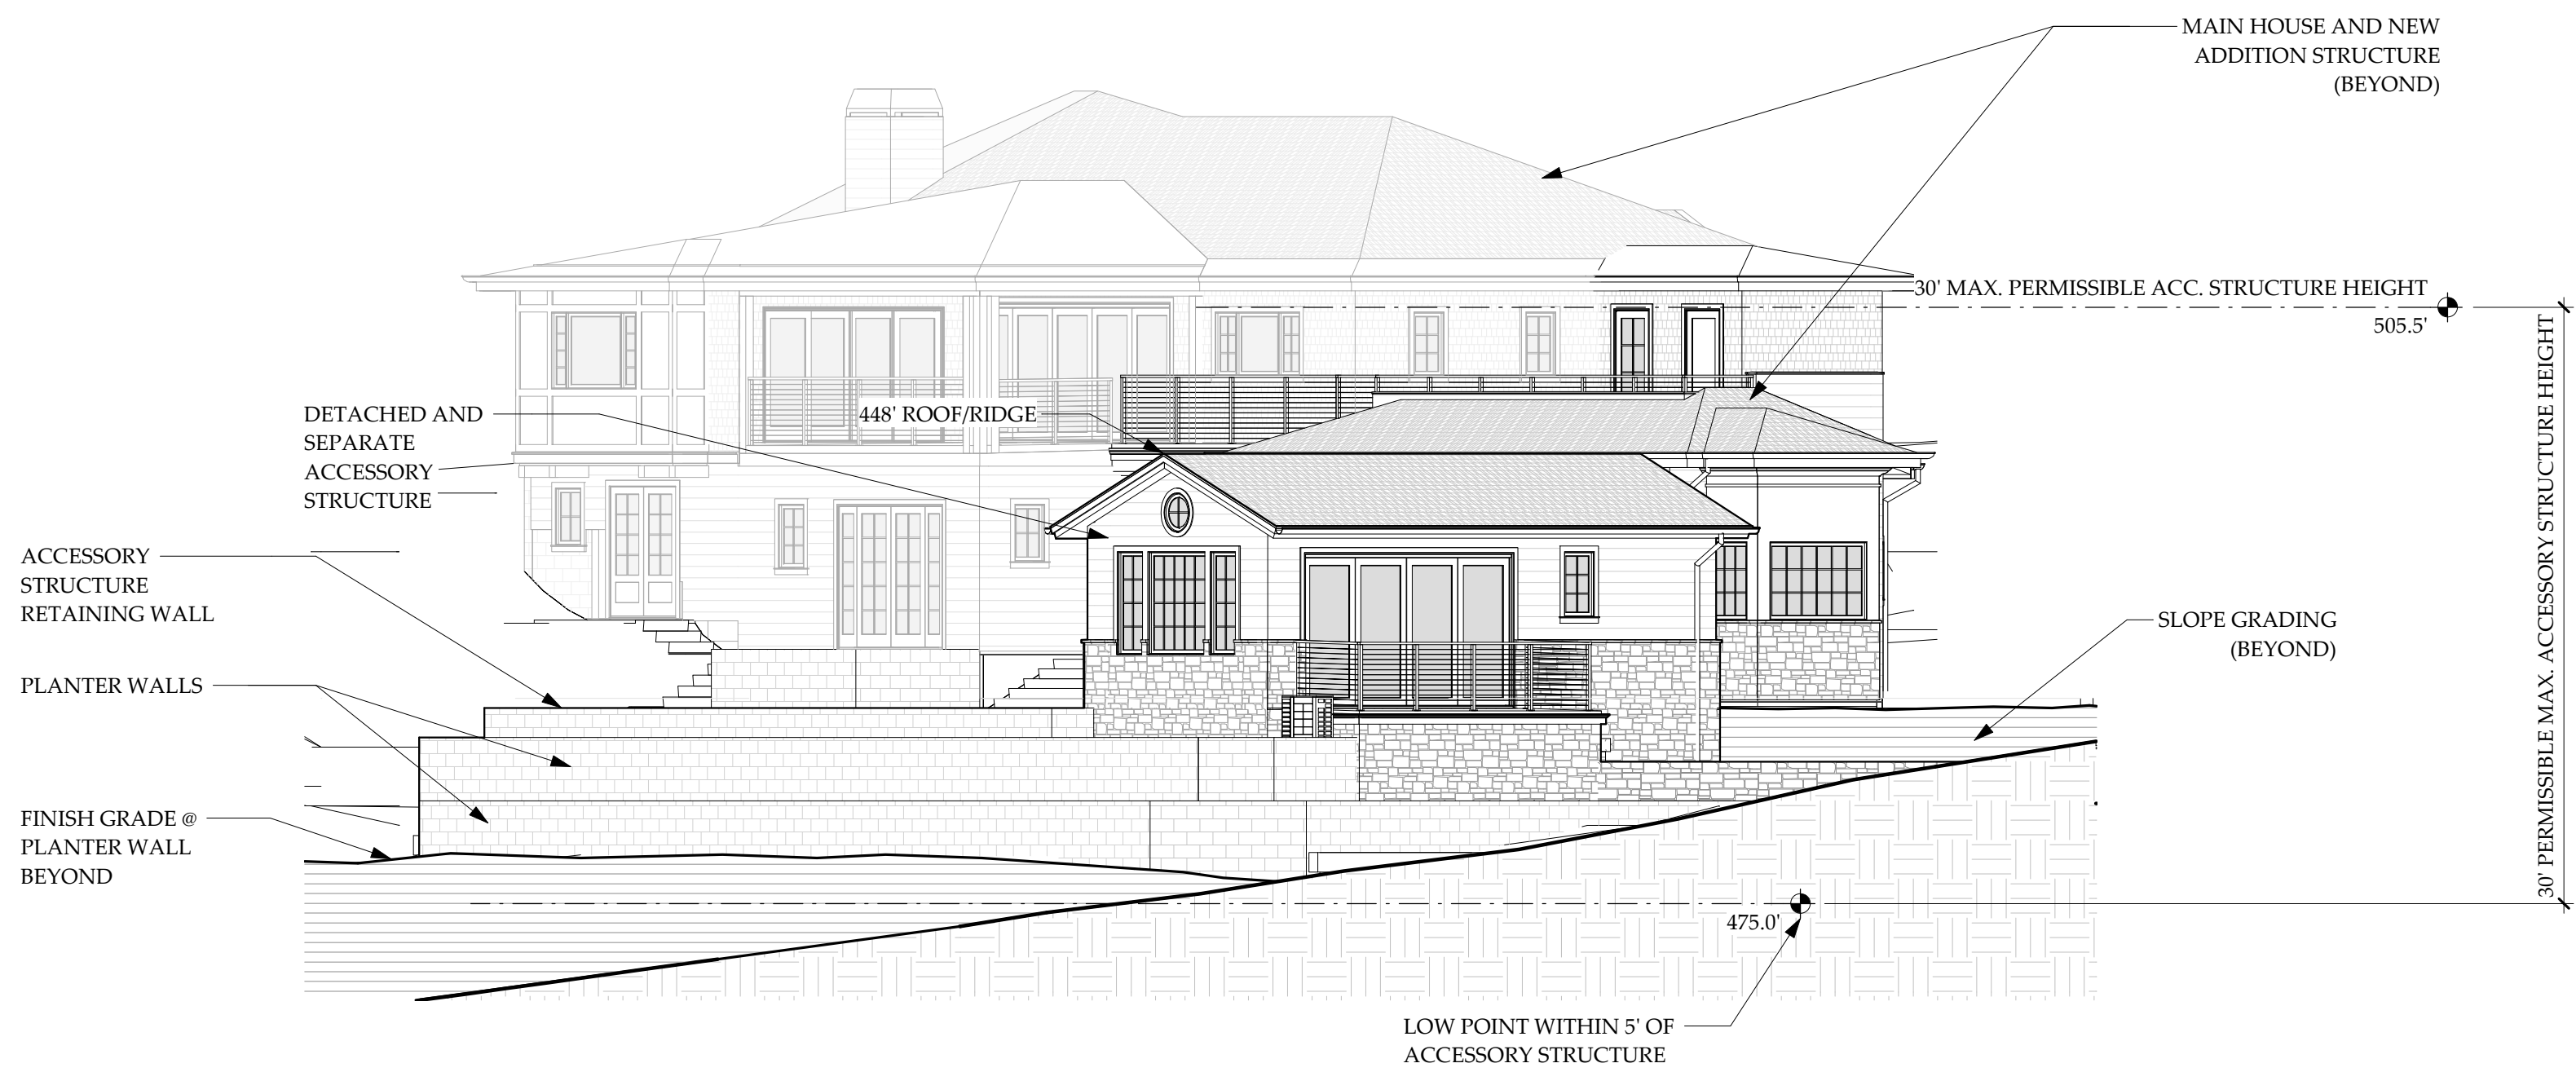 MAIN HOUSE AND NEW
ADDITION STRUCTURE
(BEYOND)
30' MAX. PERMISSIBLE ACC. STRUCTURE HEIGHT
505.5'
30' PERMISSIBLE MAX. ACCESSORY STRUCTURE HEIGHT
DETACHED AND
SEPARATE
ACCESSORY
STRUCTURE
448' ROOF/RIDGE
ACCESSORY
STRUCTURE
RETAINING WALL
SLOPE GRADING
(BEYOND)
PLANTER WALLS
FINISH GRADE @
PLANTER WALL
BEYOND
475.0'
LOW POINT WITHIN 5' OF
ACCESSORY STRUCTURE